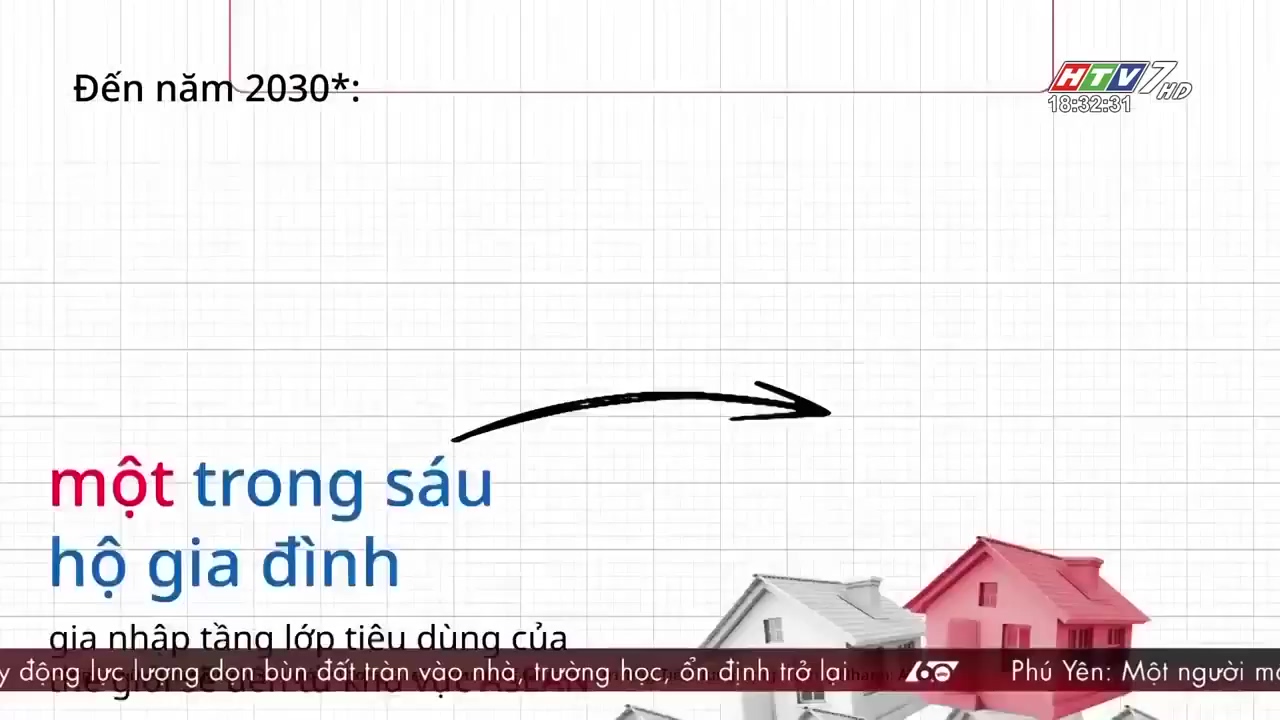 Đến năm 2030*:
HTV7 HD
18:32:31
một trong sáu
hộ gia đình
gia nhập tầng lớp tiêu dùng của
động lực lượng dọn bùn đất tràn vào nhà, trường học, ổn định trở lại
Phú Yên: Một người